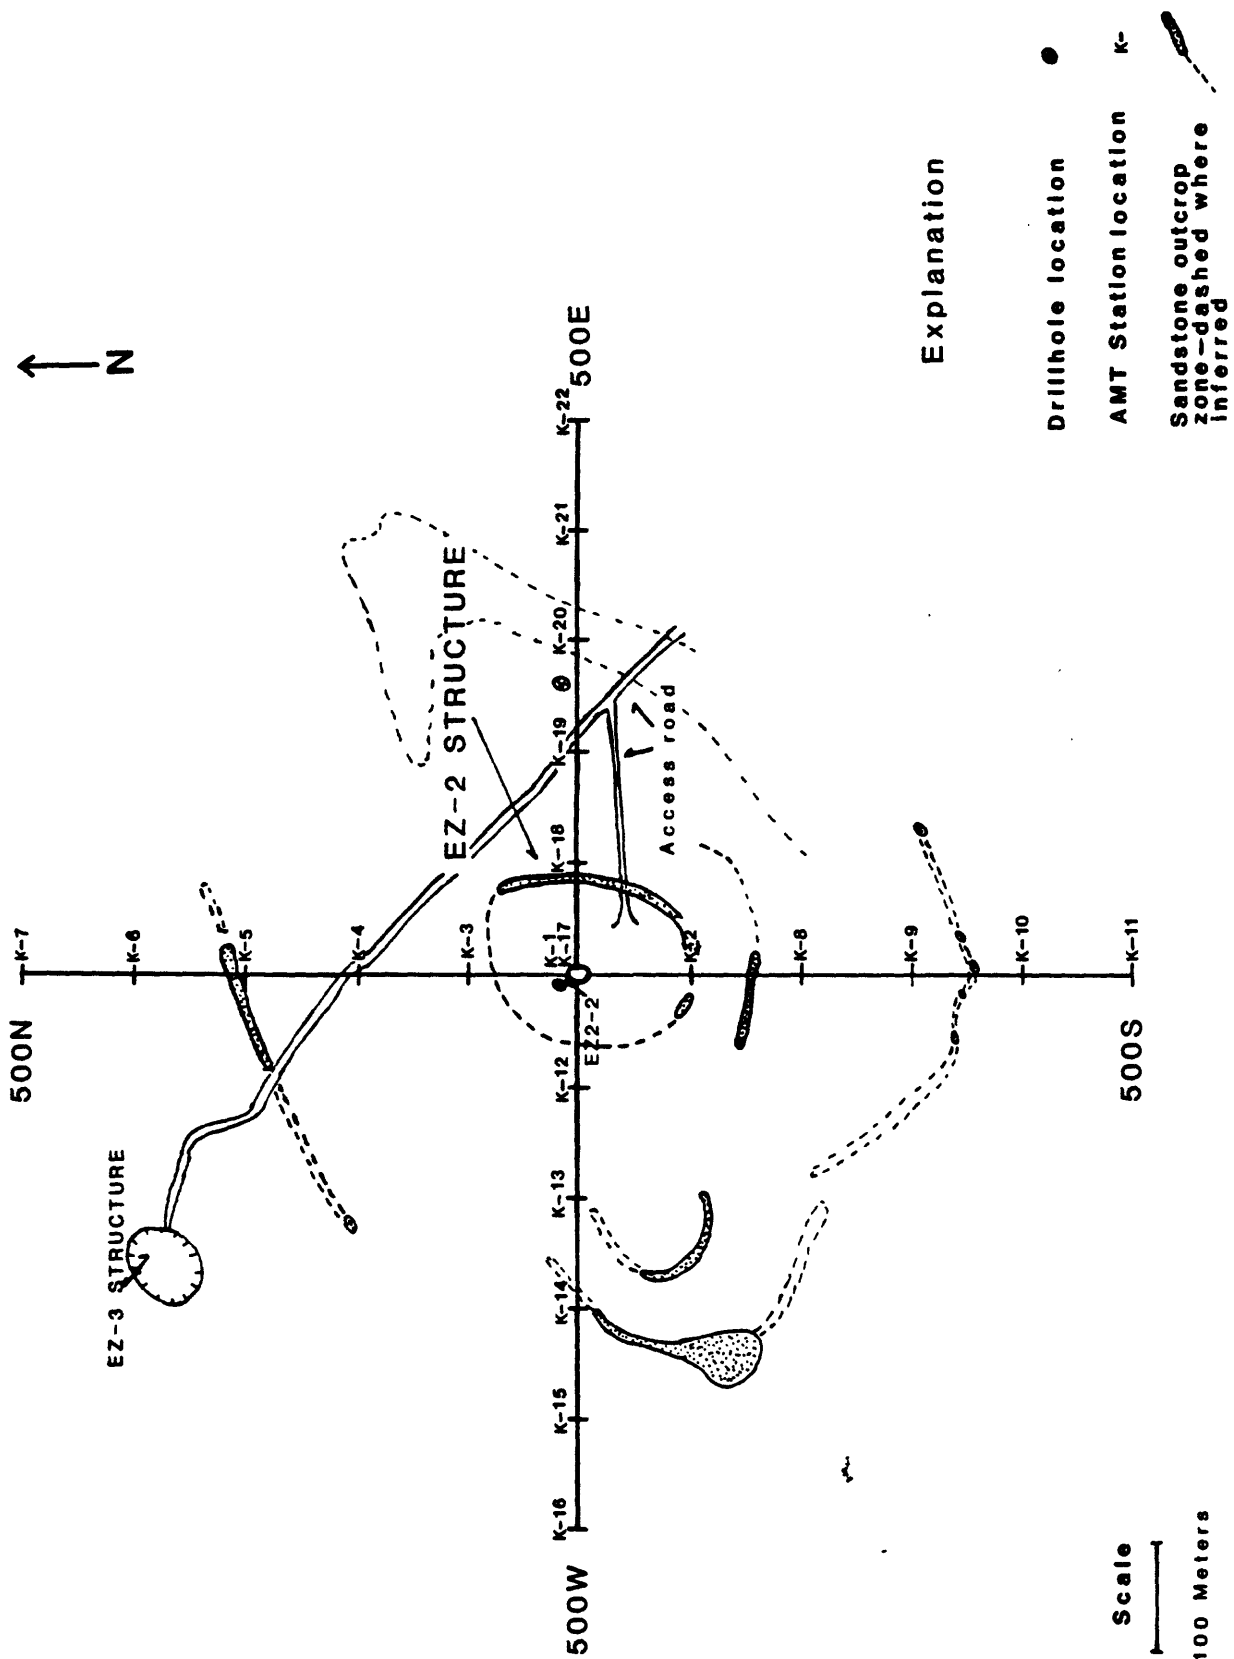 N
500N
K-7
K-6
K-5
K-4
K-3
K-1
K-17
K-2
K-8
K-9
K-10
K-11
500S
500W
K-16
K-15
K-14
K-13
K-12
EZ2-2
K-18
K-19
K-20
K-21
K-22
500E
EZ-3 STRUCTURE
EZ-2 STRUCTURE
Access road
Explanation
Drillhole location
AMT Station location K-
Sandstone outcrop
zone-dashed where
inferred
Scale
100 Meters